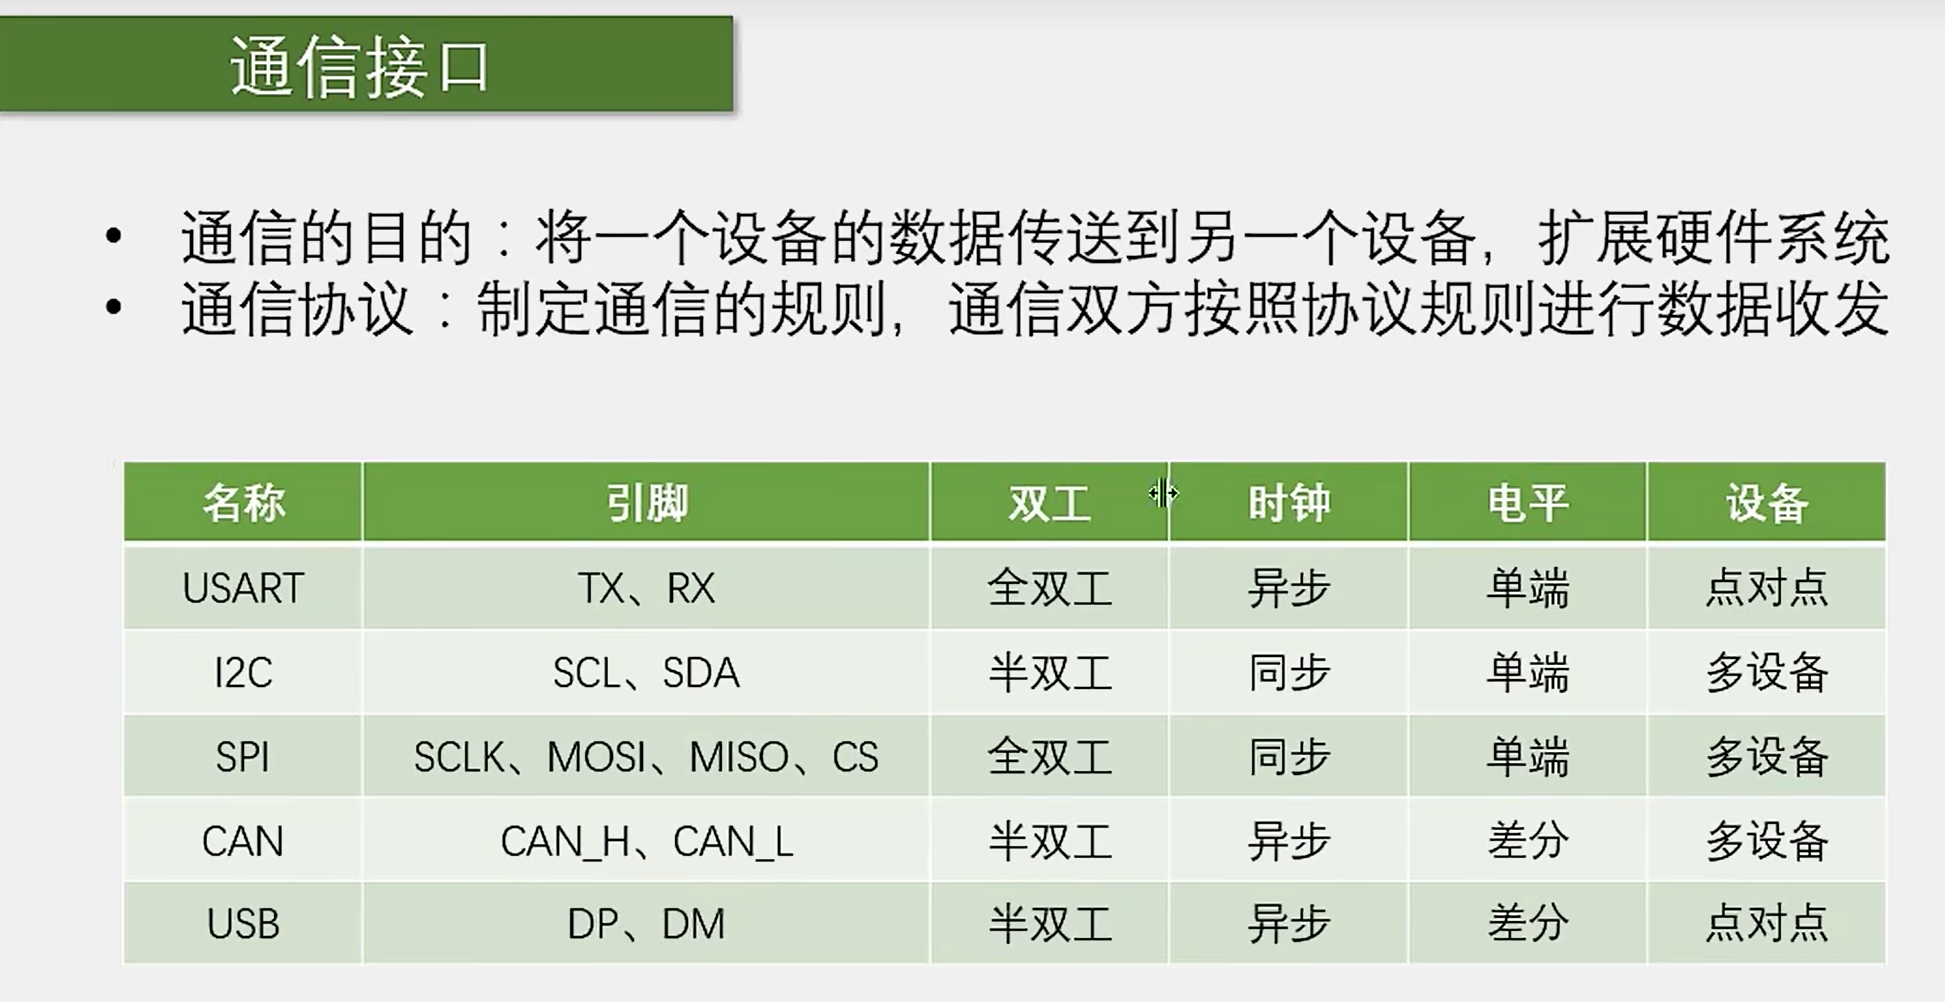 通信接口
• 通信的目的：将一个设备的数据传送到另一个设备，扩展硬件系统
• 通信协议：制定通信的规则，通信双方按照协议规则进行数据收发
名称 引脚 双工 时钟 电平 设备
USART TX、RX 全双工 异步 单端 点对点
I2C SCL、SDA 半双工 同步 单端 多设备
SPI SCLK、MOSI、MISO、CS 全双工 同步 单端 多设备
CAN CAN_H、CAN_L 半双工 异步 差分 多设备
USB DP、DM 半双工 异步 差分 点对点